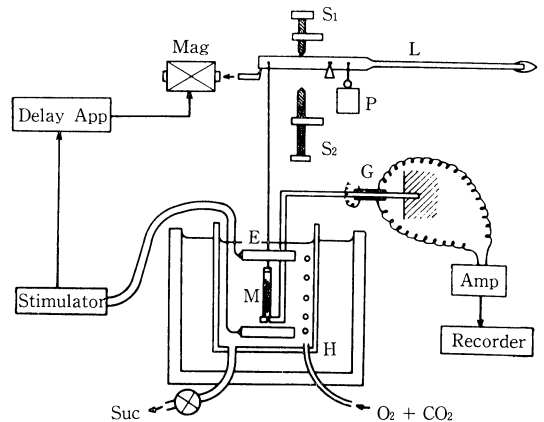 S₁
Mag
L
Delay App
P
S₂
G
E
Amp
Stimulator
M
Recorder
H
Suc
O₂ + CO₂